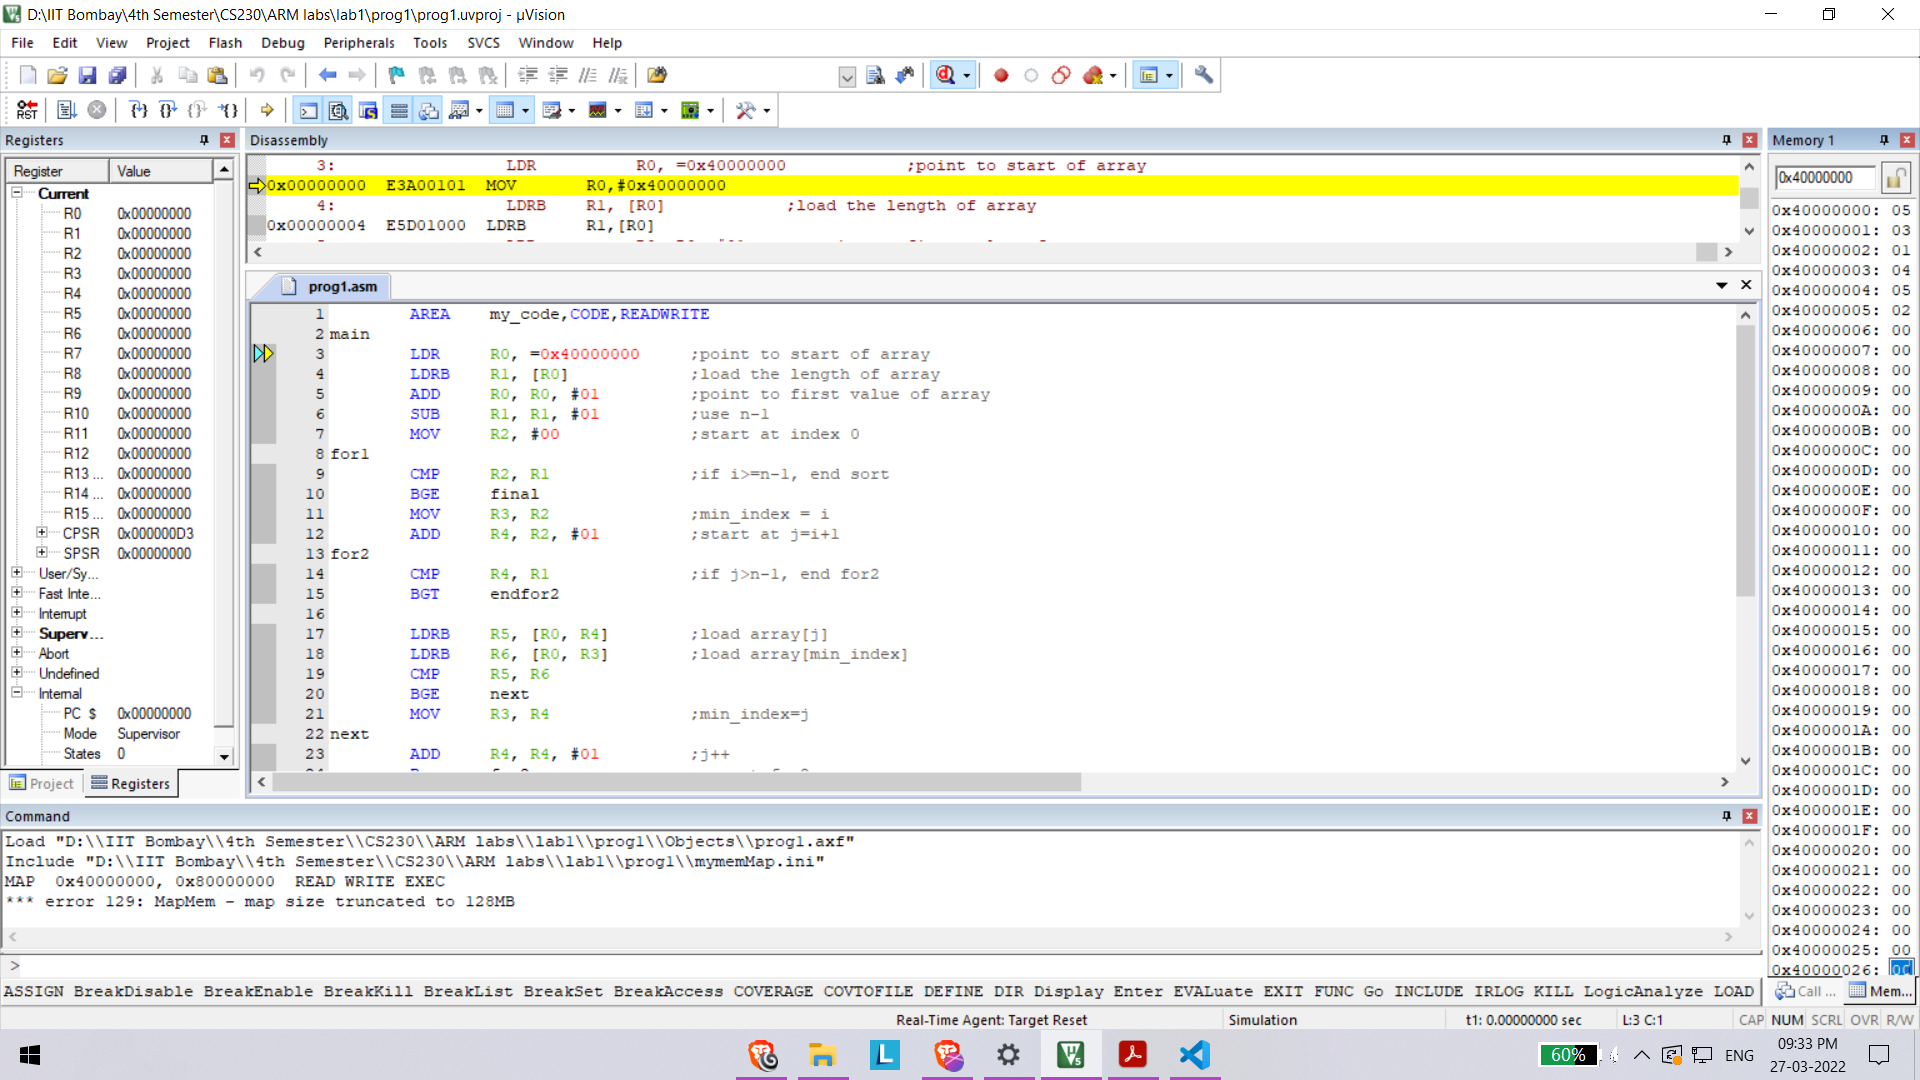 D:\IIT Bombay\4th Semester\CS230\ARM labs\lab1\prog1\prog1.uvproj - µVision
File Edit View Project Flash Debug Peripherals Tools SVCS Window Help
RST
Registers
Register Value
Current
R0 0x00000000
R1 0x00000000
R2 0x00000000
R3 0x00000000
R4 0x00000000
R5 0x00000000
R6 0x00000000
R7 0x00000000
R8 0x00000000
R9 0x00000000
R10 0x00000000
R11 0x00000000
R12 0x00000000
R13 ... 0x00000000
R14 ... 0x00000000
R15 ... 0x00000000
CPSR 0x000000D3
SPSR 0x00000000
User/Sy...
Fast Inte...
Interrupt
Superv...
Abort
Undefined
Internal
PC $ 0x00000000
Mode Supervisor
States 0
Project Registers
Disassembly
3: LDR R0, =0x40000000 ;point to start of array
0x00000000 E3A00101 MOV R0,#0x40000000
4: LDRB R1, [R0] ;load the length of array
0x00000004 E5D01000 LDRB R1,[R0]
prog1.asm
1 AREA my_code,CODE,READWRITE
2 main
3 LDR R0, =0x40000000 ;point to start of array
4 LDRB R1, [R0] ;load the length of array
5 ADD R0, R0, #01 ;point to first value of array
6 SUB R1, R1, #01 ;use n-1
7 MOV R2, #00 ;start at index 0
8 for1
9 CMP R2, R1 ;if i>=n-1, end sort
10 BGE final
11 MOV R3, R2 ;min_index = i
12 ADD R4, R2, #01 ;start at j=i+1
13 for2
14 CMP R4, R1 ;if j>n-1, end for2
15 BGT endfor2
16
17 LDRB R5, [R0, R4] ;load array[j]
18 LDRB R6, [R0, R3] ;load array[min_index]
19 CMP R5, R6
20 BGE next
21 MOV R3, R4 ;min_index=j
22 next
23 ADD R4, R4, #01 ;j++
Memory 1
0x40000000
0x40000000: 05
0x40000001: 03
0x40000002: 01
0x40000003: 04
0x40000004: 05
0x40000005: 02
0x40000006: 00
0x40000007: 00
0x40000008: 00
0x40000009: 00
0x4000000A: 00
0x4000000B: 00
0x4000000C: 00
0x4000000D: 00
0x4000000E: 00
0x4000000F: 00
0x40000010: 00
0x40000011: 00
0x40000012: 00
0x40000013: 00
0x40000014: 00
0x40000015: 00
0x40000016: 00
0x40000017: 00
0x40000018: 00
0x40000019: 00
0x4000001A: 00
0x4000001B: 00
0x4000001C: 00
0x4000001D: 00
0x4000001E: 00
0x4000001F: 00
0x40000020: 00
0x40000021: 00
0x40000022: 00
0x40000023: 00
0x40000024: 00
0x40000025: 00
0x40000026:
Call ... Mem...
Command
Load "D:\\IIT Bombay\\4th Semester\\CS230\\ARM labs\\lab1\\prog1\\Objects\\prog1.axf"
Include "D:\\IIT Bombay\\4th Semester\\CS230\\ARM labs\\lab1\\prog1\\mymemMap.ini"
MAP 0x40000000, 0x80000000 READ WRITE EXEC
*** error 129: MapMem - map size truncated to 128MB
>
ASSIGN BreakDisable BreakEnable BreakKill BreakList BreakSet BreakAccess COVERAGE COVTOFILE DEFINE DIR Display Enter EVALuate EXIT FUNC Go INCLUDE IRLOG KILL LogicAnalyze LOAD
Real-Time Agent: Target Reset Simulation t1: 0.00000000 sec L:3 C:1 CAP NUM SCRL OVR R/W
60% ENG 09:33 PM
27-03-2022